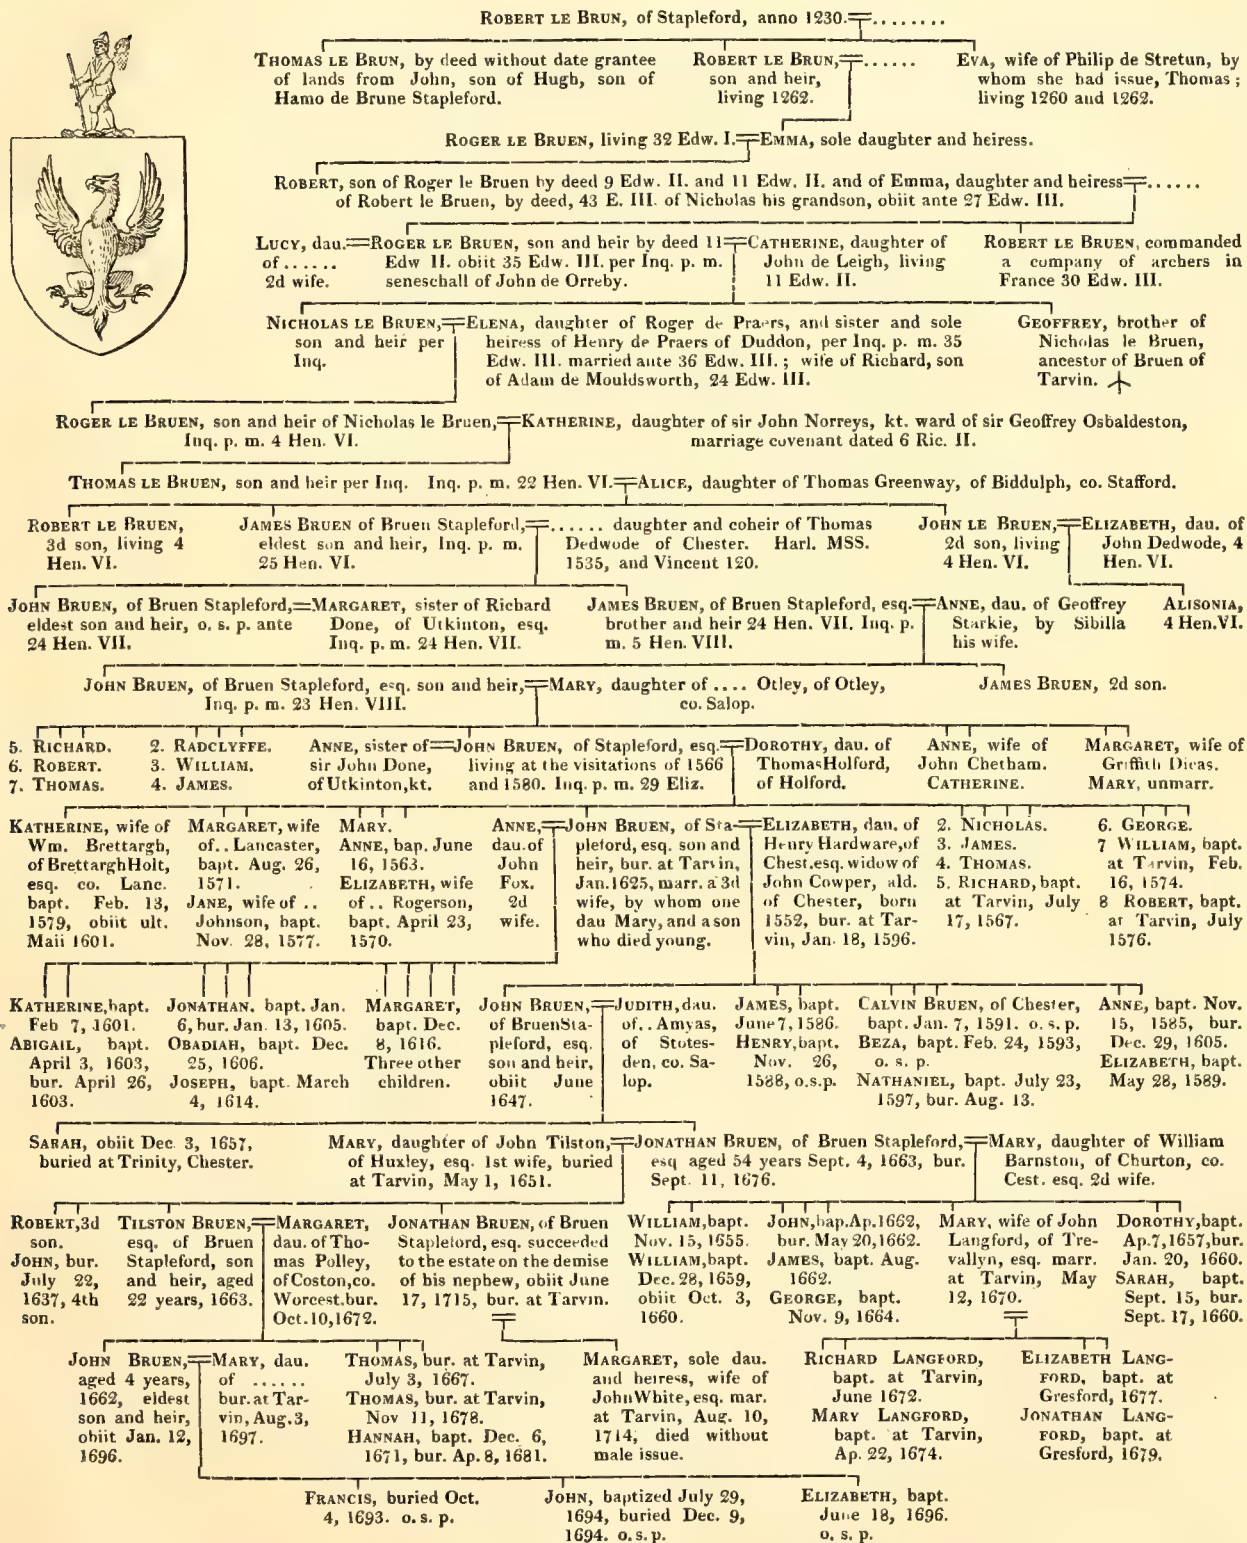 ROBERT LE BRUN, of Stapleford, anno 1230.=........
THOMAS LE BRUN, by deed without date grantee
of lands from John, son of Hugh, son of
Hamo de Brune Stapleford.
ROBERT LE BRUN,=......
son and heir,
living 1262.
EVA, wife of Philip de Stretun, by
whom she had issue, Thomas;
living 1260 and 1262.
ROGER LE BRUEN, living 32 Edw. I.=EMMA, sole daughter and heiress.
ROBERT, son of Roger le Bruen by deed 9 Edw. II. and 11 Edw. II. and of Emma, daughter and heiress=......
of Robert le Bruen, by deed, 43 E. III. of Nicholas his grandson, obiit ante 27 Edw. III.
LUCY, dau.=
of ......
2d wife.
ROGER LE BRUEN, son and heir by deed 11=
Edw II. obiit 35 Edw. III. per Inq. p. m.
seneschall of John de Orreby.
CATHERINE, daughter of
John de Leigh, living
11 Edw. II.
ROBERT LE BRUEN, commanded
a company of archers in
France 30 Edw. III.
NICHOLAS LE BRUEN,=
son and heir per
Inq.
ELENA, daughter of Roger de Praers, and sister and sole
heiress of Henry de Praers of Duddon, per Inq. p. m. 35
Edw. III. married ante 36 Edw. III.; wife of Richard, son
of Adam de Mouldsworth, 24 Edw. III.
GEOFFREY, brother of
Nicholas le Bruen,
ancestor of Bruen of
Tarvin.
ROGER LE BRUEN, son and heir of Nicholas le Bruen,=
Inq. p. m. 4 Hen. VI.
KATHERINE, daughter of sir John Norreys, kt. ward of sir Geoffrey Osbaldeston,
marriage covenant dated 6 Ric. II.
THOMAS LE BRUEN, son and heir per Inq. Inq. p. m. 22 Hen. VI.=ALICE, daughter of Thomas Greenway, of Biddulph, co. Stafford.
ROBERT LE BRUEN,
3d son, living 4
Hen. VI.
JAMES BRUEN of Bruen Stapleford,=
eldest son and heir, Inq. p. m.
25 Hen. VI.
...... daughter and coheir of Thomas
Dedwode of Chester. Harl. MSS.
1535, and Vincent 120.
JOHN LE BRUEN,=
2d son, living
4 Hen. VI.
ELIZABETH, dau. of
John Dedwode, 4
Hen. VI.
JOHN BRUEN, of Bruen Stapleford,=
eldest son and heir, o. s. p. ante
24 Hen. VII.
MARGARET, sister of Richard
Done, of Utkinton, esq.
Inq. p. m. 24 Hen. VII.
JAMES BRUEN, of Bruen Stapleford, esq.=
brother and heir 24 Hen. VII. Inq. p.
m. 5 Hen. VIII.
ANNE, dau. of Geoffrey
Starkie, by Sibilla
his wife.
ALISONIA,
4 Hen. VI.
JOHN BRUEN, of Bruen Stapleford, esq. son and heir,=
Inq. p. m. 23 Hen. VIII.
MARY, daughter of .... Otley, of Otley,
co. Salop.
JAMES BRUEN, 2d son.
5. RICHARD.
6. ROBERT.
7. THOMAS.
2. RADCLYFFE.
3. WILLIAM.
4. JAMES.
ANNE, sister of=
sir John Done,
of Utkinton, kt.
JOHN BRUEN, of Stapleford, esq.=
living at the visitations of 1566
and 1580. Inq. p. m. 29 Eliz.
DOROTHY, dau. of
Thomas Holford,
of Holford.
ANNE, wife of
John Chetham.
CATHERINE.
MARGARET, wife of
Griffith Dicas.
MARY, unmarr.
KATHERINE, wife of
Wm. Brettargh,
of Brettargh Holt,
esq. co. Lanc.
bapt. Feb. 13,
1579, obiit ult.
Maii 1601.
MARGARET, wife
of.. Lancaster,
bapt. Aug. 26,
1571.
JANE, wife of ..
Johnson, bapt.
Nov. 28, 1577.
MARY.
ANNE, bap. June
16, 1563.
ELIZABETH, wife
of .. Rogerson,
bapt. April 23,
1570.
ANNE,=
dau. of
John
Fox.
2d
wife.
JOHN BRUEN, of Sta-=
pleford, esq. son and
heir, bur. at Tarvin,
Jan. 1625, marr. a 3d
wife, by whom one
dau Mary, and a son
who died young.
ELIZABETH, dau. of
Henry Hardware, of
Chest. esq. widow of
John Cowper, ald.
of Chester, born
1552, bur. at Tar-
vin, Jan. 18, 1596.
2. NICHOLAS.
3. JAMES.
4. THOMAS.
5. RICHARD, bapt.
at Tarvin, July
17, 1567.
6. GEORGE.
7 WILLIAM, bapt.
at Tarvin, Feb.
16, 1574.
8 ROBERT, bapt.
at Tarvin, July
1576.
KATHERINE, bapt.
Feb 7, 1601.
ABIGAIL, bapt.
April 3, 1603,
bur. April 26,
1603.
JONATHAN, bapt. Jan.
6, bur. Jan. 13, 1605.
OBADIAH, bapt. Dec.
25, 1606.
JOSEPH, bapt. March
4, 1614.
MARGARET,
bapt. Dec.
8, 1616.
Three other
children.
JOHN BRUEN,=
of Bruen Sta-
pleford, esq.
son and heir,
obiit June
1647.
JUDITH, dau.
of.. Amyas,
of Stotes-
den, co. Sa-
lop.
JAMES, bapt.
June 7, 1586.
HENRY, bapt.
Nov. 26,
1588, o.s.p.
CALVIN BRUEN, of Chester,
bapt. Jan. 7, 1591. o. s. p.
BEZA, bapt. Feb. 24, 1593,
o. s. p.
NATHANIEL, bapt. July 23,
1597, bur. Aug. 13.
ANNE, bapt. Nov.
15, 1585, bur.
Dec. 29, 1605.
ELIZABETH, bapt.
May 28, 1589.
SARAH, obiit Dec. 3, 1657,
buried at Trinity, Chester.
MARY, daughter of John Tilston,=
of Huxley, esq. 1st wife, buried
at Tarvin, May 1, 1651.
JONATHAN BRUEN, of Bruen Stapleford,=
esq aged 54 years Sept. 4, 1663, bur.
Sept. 11, 1676.
MARY, daughter of William
Barnston, of Churton, co.
Cest. esq. 2d wife.
ROBERT, 3d
son.
JOHN, bur.
July 22,
1637, 4th
son.
TILSTON BRUEN,=
esq. of Bruen
Stapleford, son
and heir, aged
22 years, 1663.
MARGARET,
dau. of Tho-
mas Polley,
of Coston, co.
Worcest. bur.
Oct. 10, 1672.
JONATHAN BRUEN, of Bruen
Stapleford, esq. succeeded
to the estate on the demise
of his nephew, obiit June
17, 1715, bur. at Tarvin.
WILLIAM, bapt.
Nov. 15, 1655.
WILLIAM, bapt.
Dec. 28, 1659,
obiit Oct. 3,
1660.
JOHN, bap. Ap. 1662,
bur. May 20, 1662.
JAMES, bapt. Aug.
1662.
GEORGE, bapt.
Nov. 9, 1664.
MARY, wife of John
Langford, of Tre-
vallyn, esq. marr.
at Tarvin, May
12, 1670.
DOROTHY, bapt.
Ap. 7, 1657, bur.
Jan. 20, 1660.
SARAH, bapt.
Sept. 15, bur.
Sept. 17, 1660.
JOHN BRUEN,=
aged 4 years,
1662, eldest
son and heir,
obiit Jan. 12,
1696.
MARY, dau.
of ......
bur. at Tar-
vin, Aug. 3,
1697.
THOMAS, bur. at Tarvin,
July 3, 1667.
THOMAS, bur. at Tarvin,
Nov 11, 1678.
HANNAH, bapt. Dec. 6,
1671, bur. Ap. 8, 1681.
MARGARET, sole dau.
and heiress, wife of
John White, esq. mar.
at Tarvin, Aug. 10,
1714, died without
male issue.
RICHARD LANGFORD,
bapt. at Tarvin,
June 1672.
MARY LANGFORD,
bapt. at Tarvin,
Ap. 22, 1674.
ELIZABETH LANG-
FORD, bapt. at
Gresford, 1677.
JONATHAN LANG-
FORD, bapt. at
Gresford, 1679.
FRANCIS, buried Oct.
4, 1693. o. s. p.
JOHN, baptized July 29,
1694, buried Dec. 9,
1694. o. s. p.
ELIZABETH, bapt.
June 18, 1696.
o. s. p.